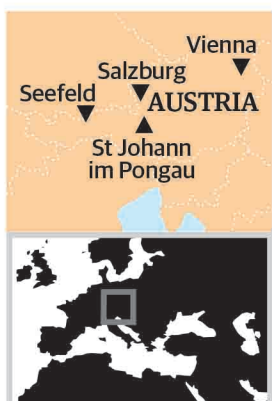 Vienna
Salzburg
Seefeld
AUSTRIA
St Johann
im Pongau